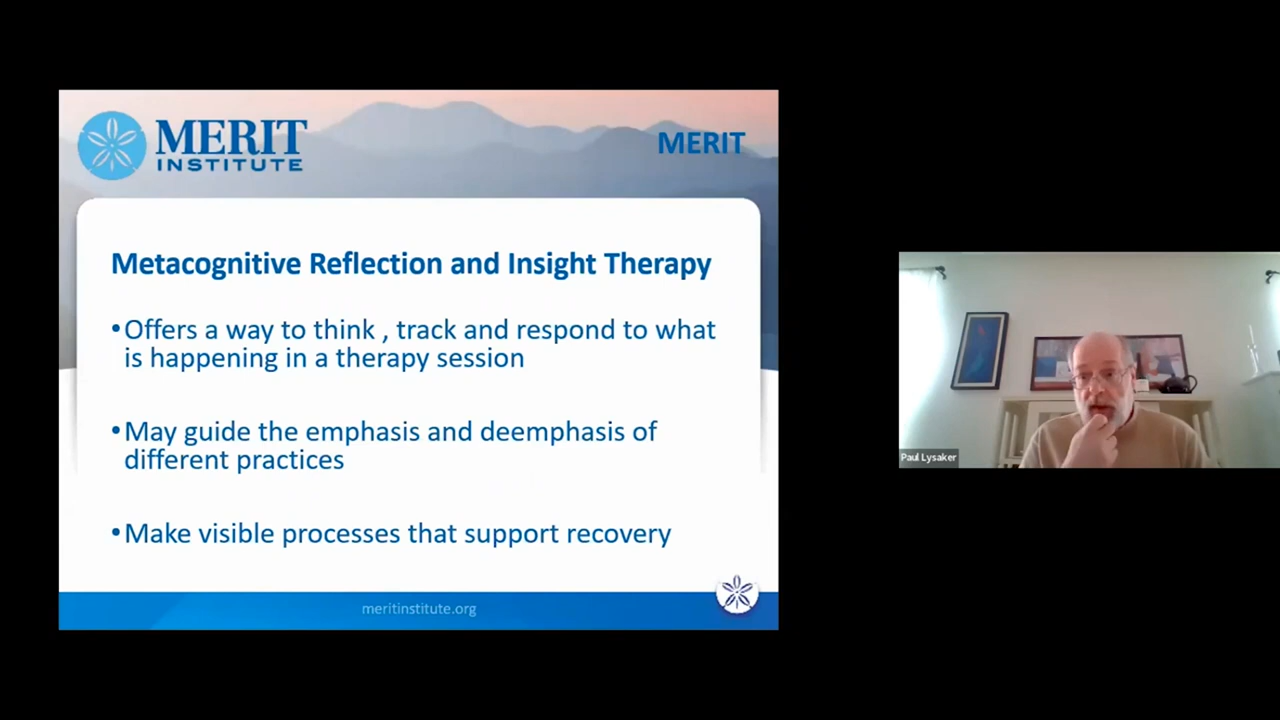 MERIT
INSTITUTE
MERIT
Metacognitive Reflection and Insight Therapy
•Offers a way to think , track and respond to what
is happening in a therapy session
•May guide the emphasis and deemphasis of
different practices
•Make visible processes that support recovery
meritinstitute.org
Paul Lysaker